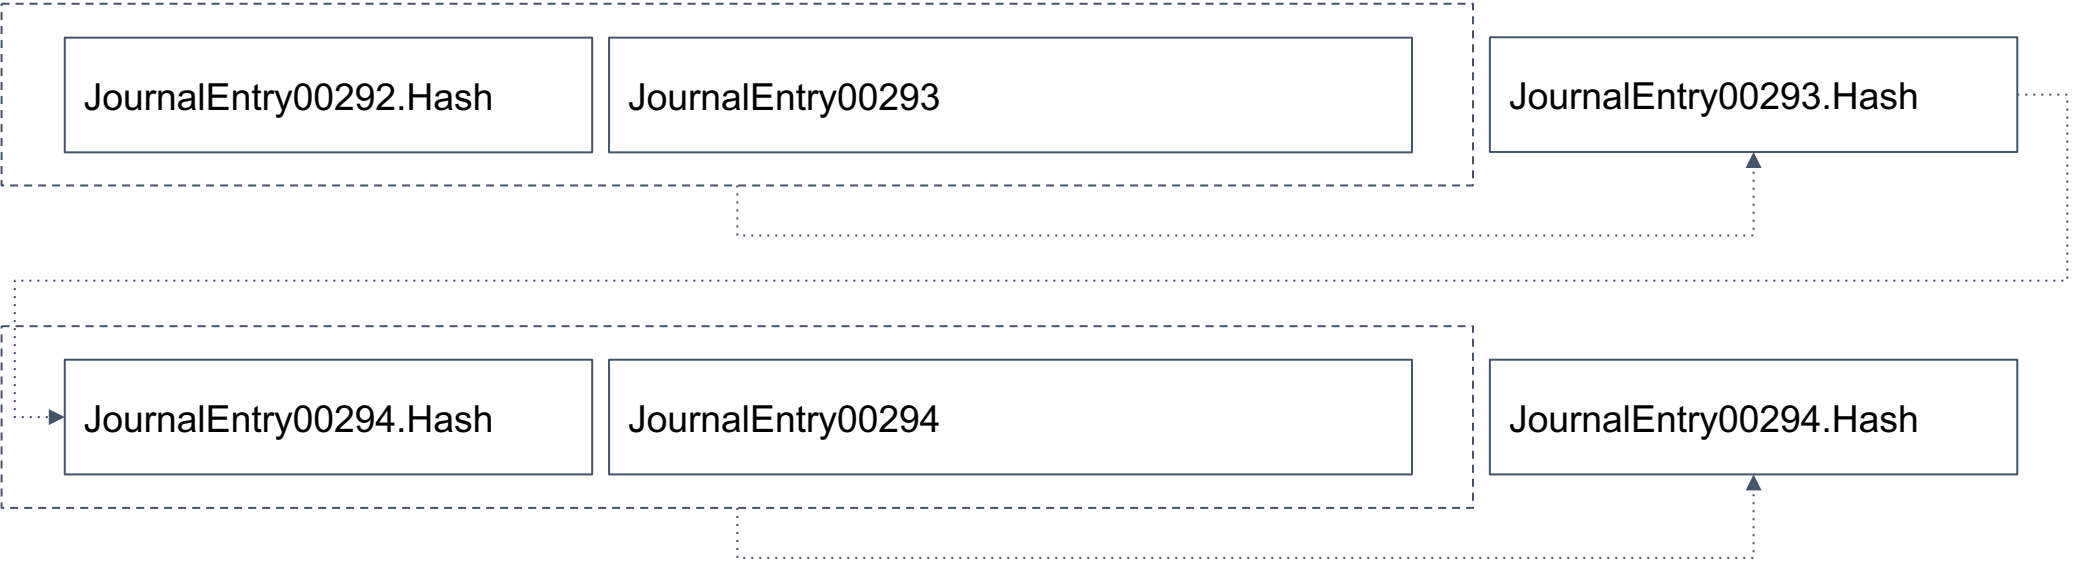 JournalEntry00292.Hash
JournalEntry00293
JournalEntry00293.Hash
JournalEntry00294.Hash
JournalEntry00294
JournalEntry00294.Hash